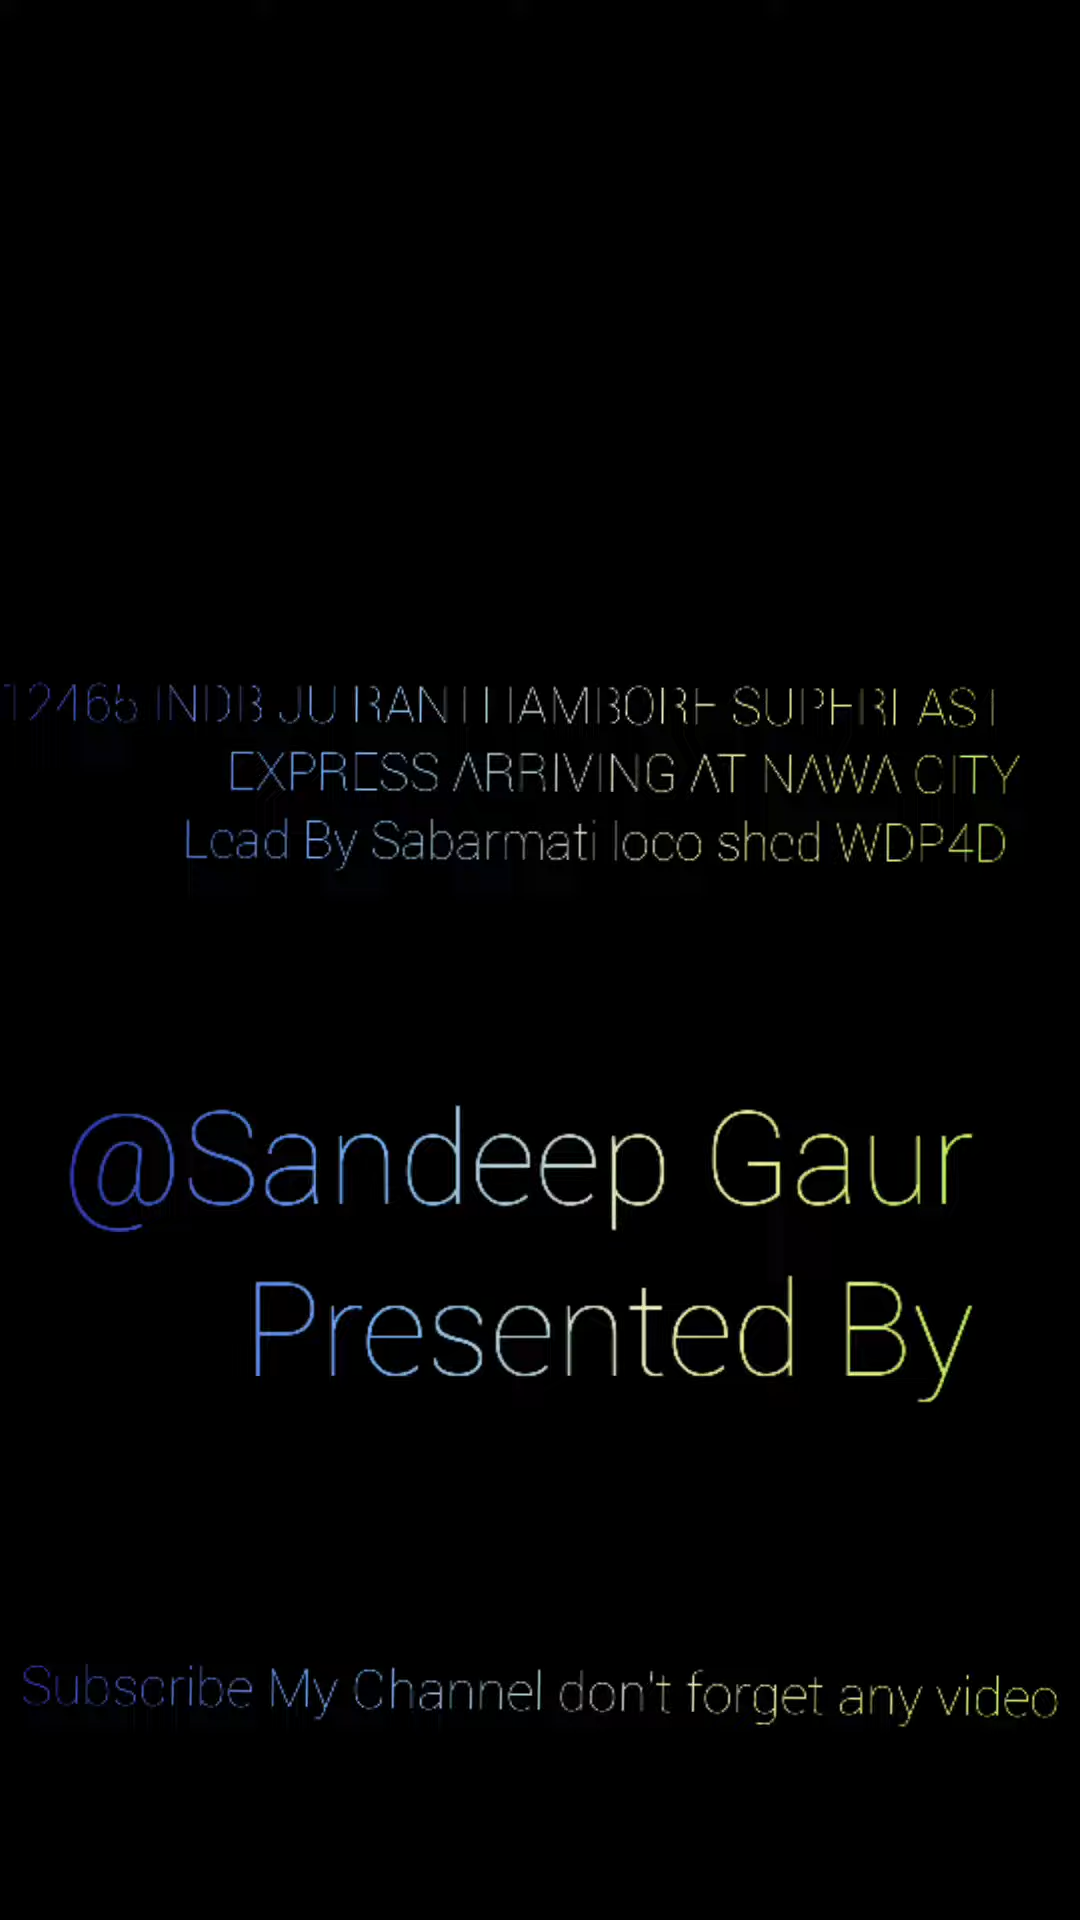 12465 INDB JU RANTHAMBORE SUPERFAST
EXPRESS ARRIVING AT NAWA CITY
Lead By Sabarmati loco shed WDP4D
@Sandeep Gaur
Presented By
Subscribe My Channel don't forget any video